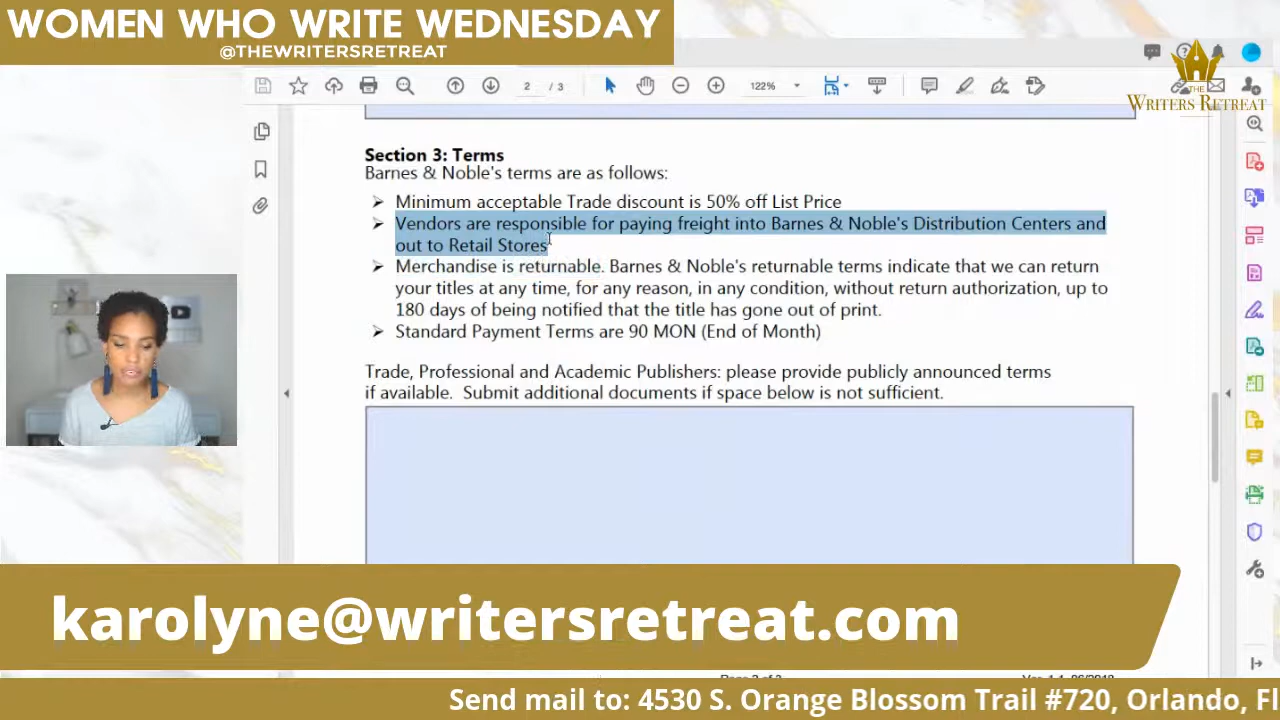 WOMEN WHO WRITE WEDNESDAY
@THEWRITERSRETREAT
2 / 3
122%
THE
WRITERS RETREAT
Section 3: Terms
Barnes & Noble's terms are as follows:
➢ Minimum acceptable Trade discount is 50% off List Price
➢ Vendors are responsible for paying freight into Barnes & Noble's Distribution Centers and
out to Retail Stores
➢ Merchandise is returnable. Barnes & Noble's returnable terms indicate that we can return
your titles at any time, for any reason, in any condition, without return authorization, up to
180 days of being notified that the title has gone out of print.
➢ Standard Payment Terms are 90 MON (End of Month)
Trade, Professional and Academic Publishers: please provide publicly announced terms
if available. Submit additional documents if space below is not sufficient.
karolyne@writersretreat.com
Send mail to: 4530 S. Orange Blossom Trail #720, Orlando, Fl